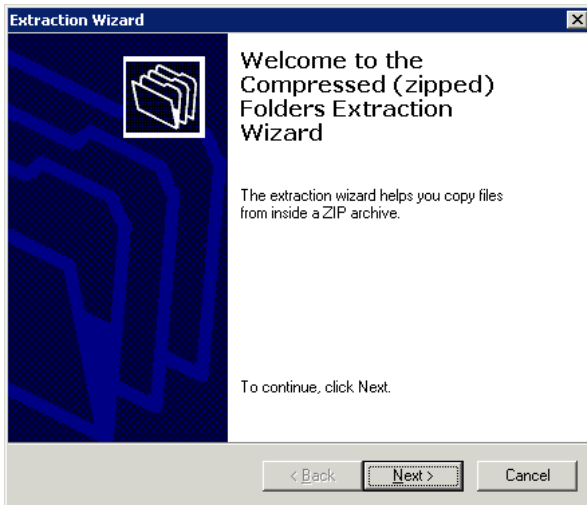 Extraction Wizard
Welcome to the
Compressed (zipped)
Folders Extraction
Wizard
The extraction wizard helps you copy files
from inside a ZIP archive.
To continue, click Next.
< Back
Next >
Cancel